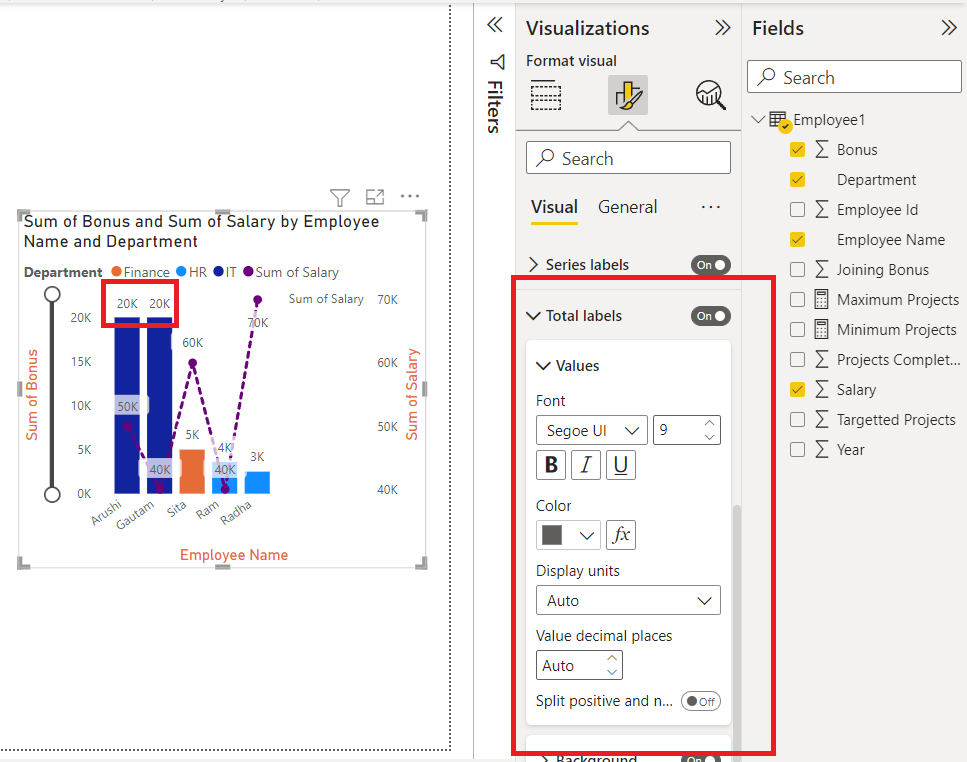 Sum of Bonus and Sum of Salary by Employee
Name and Department
Department Finance HR IT Sum of Salary
20K 20K
Sum of Salary
70K
20K
70K
60K
15K
60K
10K
50K
50K
5K
5K
4K
3K
40K
40K
0K
40K
Sum of Bonus
Sum of Salary
Arushi
Gautam
Sita
Ram
Radha
Employee Name
Filters
Visualizations
Format visual
Search
Visual General
Series labels On
Total labels On
Values
Font
Segoe UI 9
B I U
Color
fx
Display units
Auto
Value decimal places
Auto
Split positive and n... Off
Background On
Fields
Search
Employee1
Bonus
Department
Employee Id
Employee Name
Joining Bonus
Maximum Projects
Minimum Projects
Projects Complet...
Salary
Targetted Projects
Year